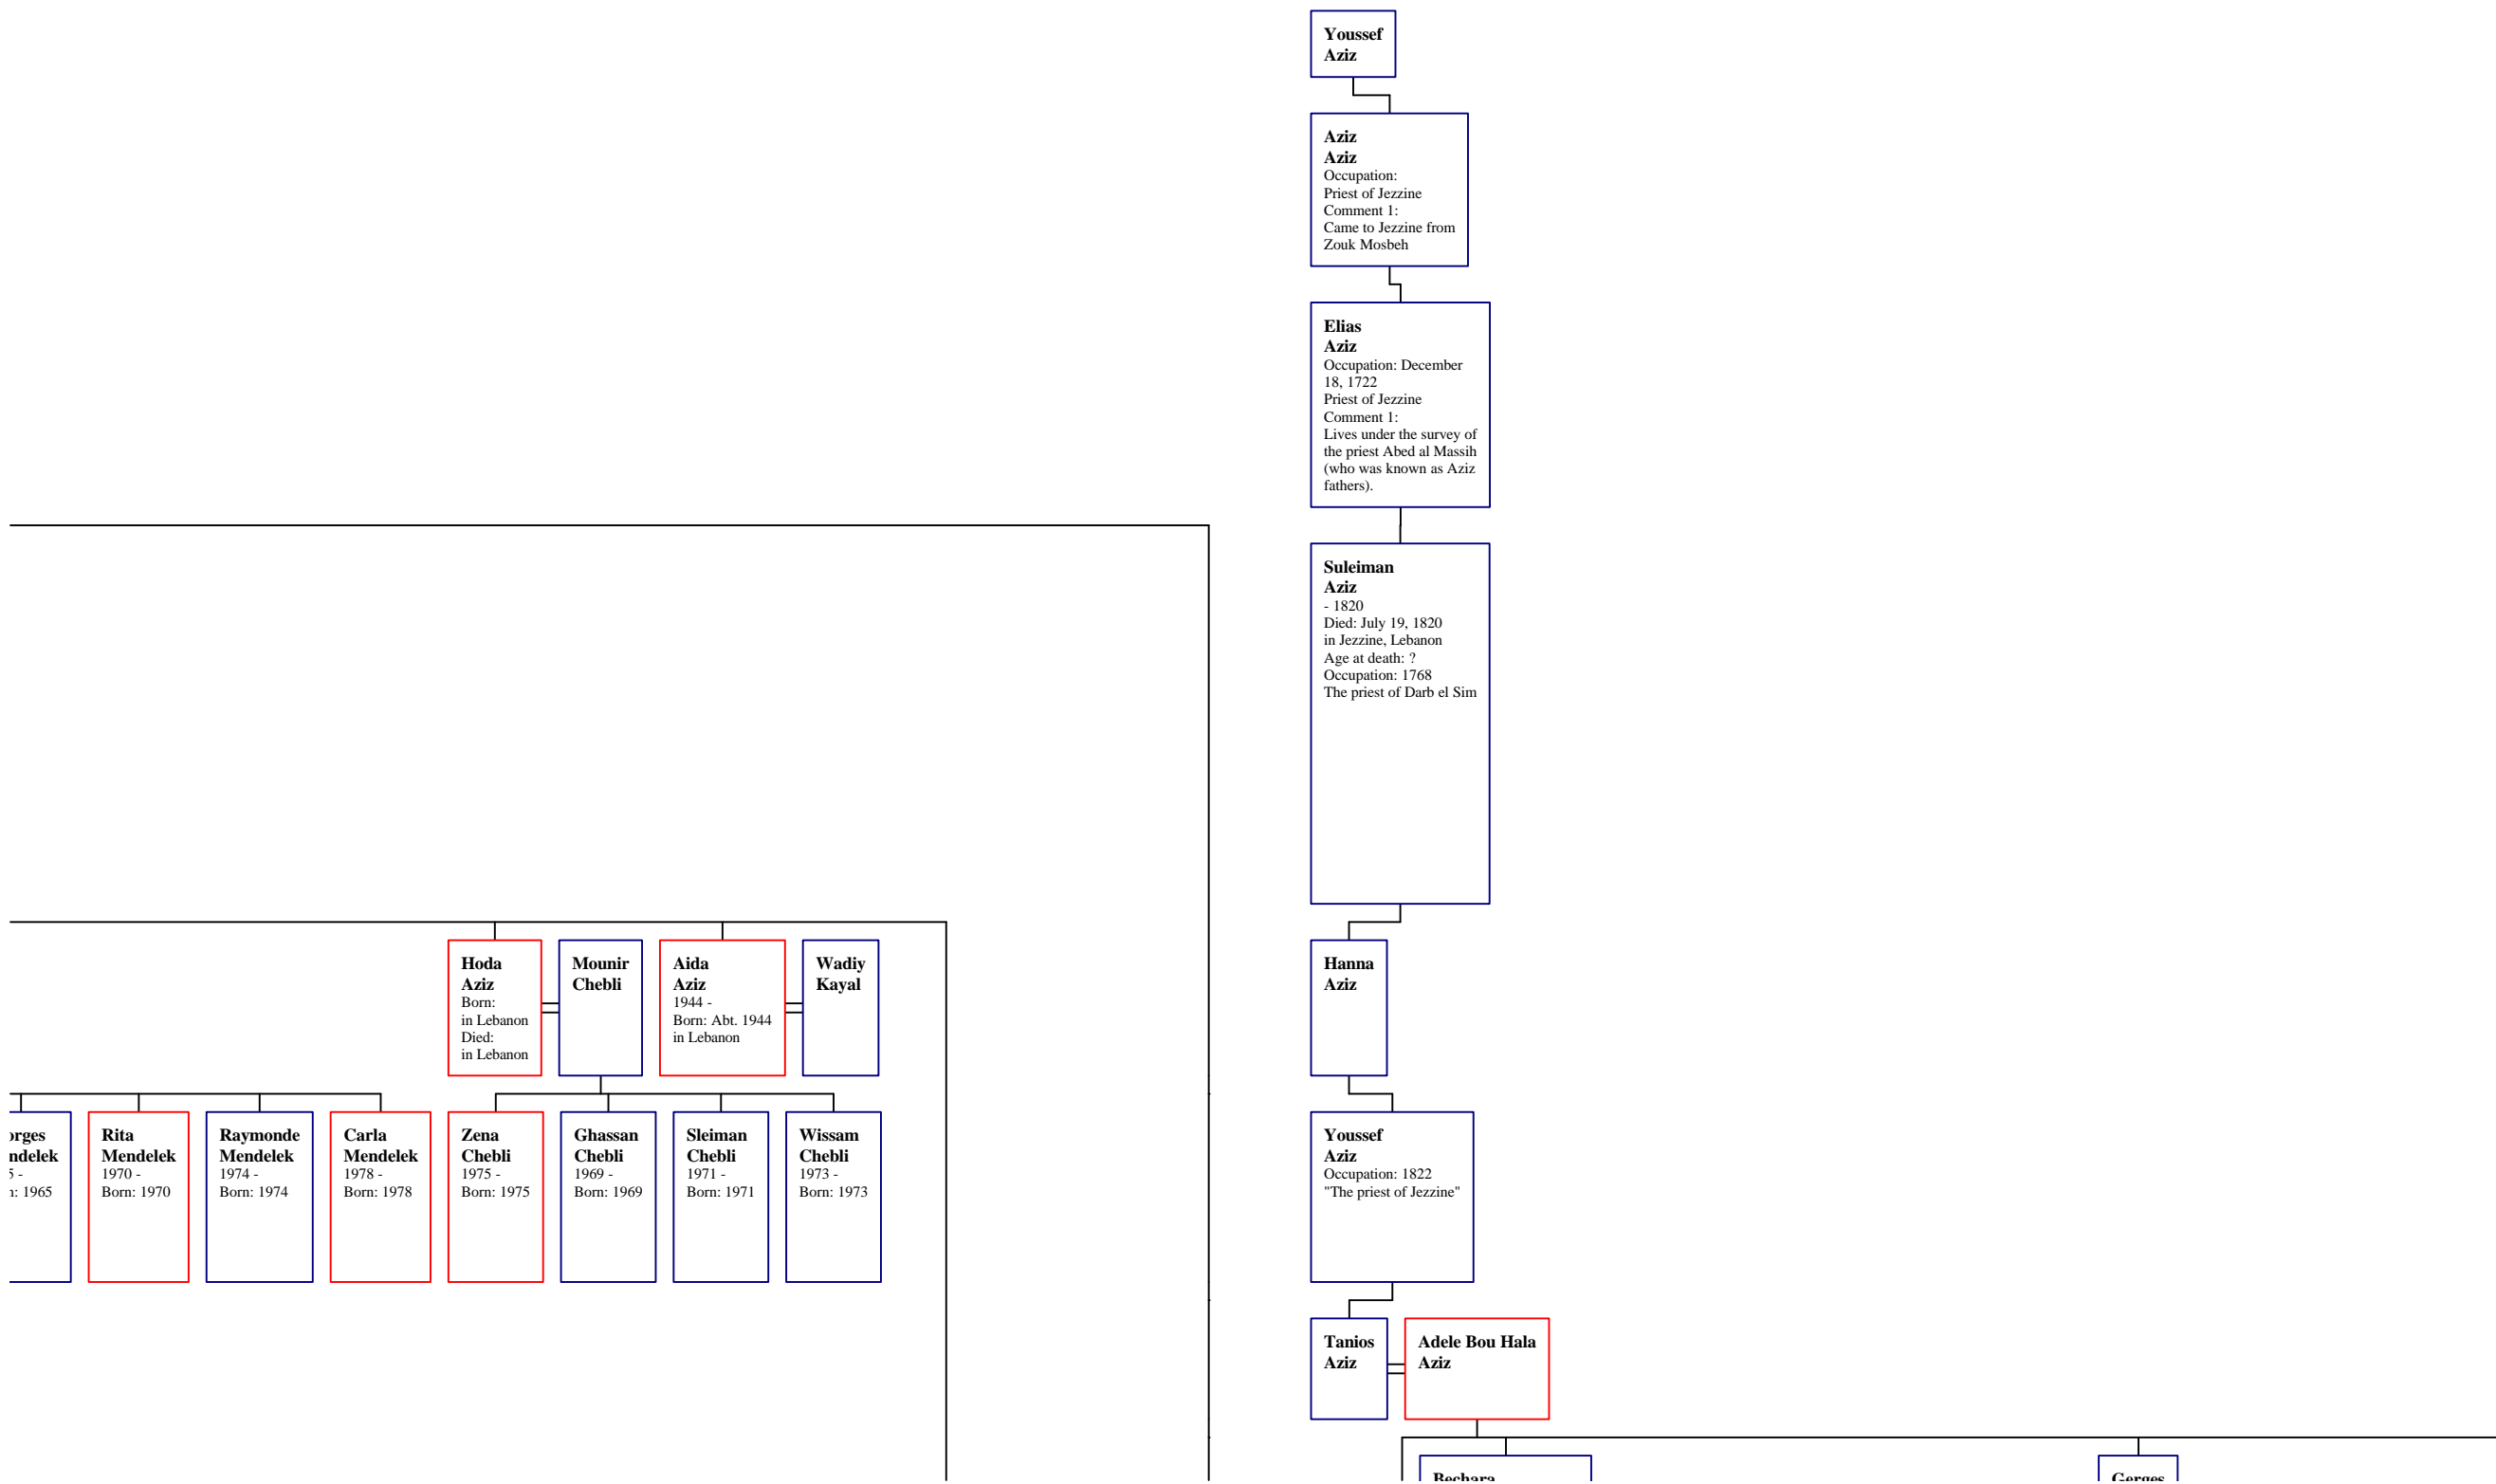 Youssef
Aziz
Aziz
Aziz
Occupation:
Priest of Jezzine
Comment 1:
Came to Jezzine from
Zouk Mosbeh
Elias
Aziz
Occupation: December
18, 1722
Priest of Jezzine
Comment 1:
Lives under the survey of
the priest Abed al Massih
(who was known as Aziz
fathers).
Suleiman
Aziz
- 1820
Died: July 19, 1820
in Jezzine, Lebanon
Age at death: ?
Occupation: 1768
The priest of Darb el Sim
Hoda
Aziz
Born:
in Lebanon
Died:
in Lebanon
Mounir
Chebli
Aida
Aziz
1944 -
Born: Abt. 1944
in Lebanon
Wadiy
Kayal
Hanna
Aziz
orges
ndelek
5 -
n: 1965
Rita
Mendelek
1970 -
Born: 1970
Raymonde
Mendelek
1974 -
Born: 1974
Carla
Mendelek
1978 -
Born: 1978
Zena
Chebli
1975 -
Born: 1975
Ghassan
Chebli
1969 -
Born: 1969
Sleiman
Chebli
1971 -
Born: 1971
Wissam
Chebli
1973 -
Born: 1973
Youssef
Aziz
Occupation: 1822
"The priest of Jezzine"
Tanios
Aziz
Adele Bou Hala
Aziz
Bechara
Gerges